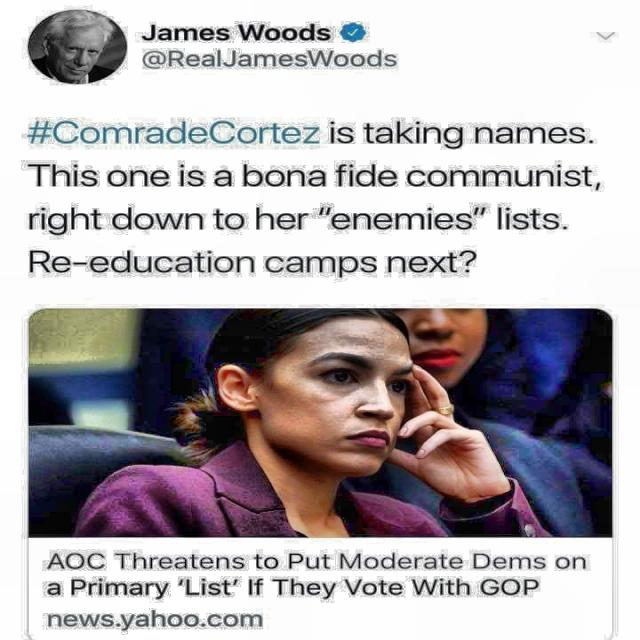 James Woods
@RealJamesWoods
#ComradeCortez is taking names.
This one is a bona fide communist,
right down to her "enemies" lists.
Re-education camps next?
AOC Threatens to Put Moderate Dems on
a Primary 'List' If They Vote With GOP
news.yahoo.com